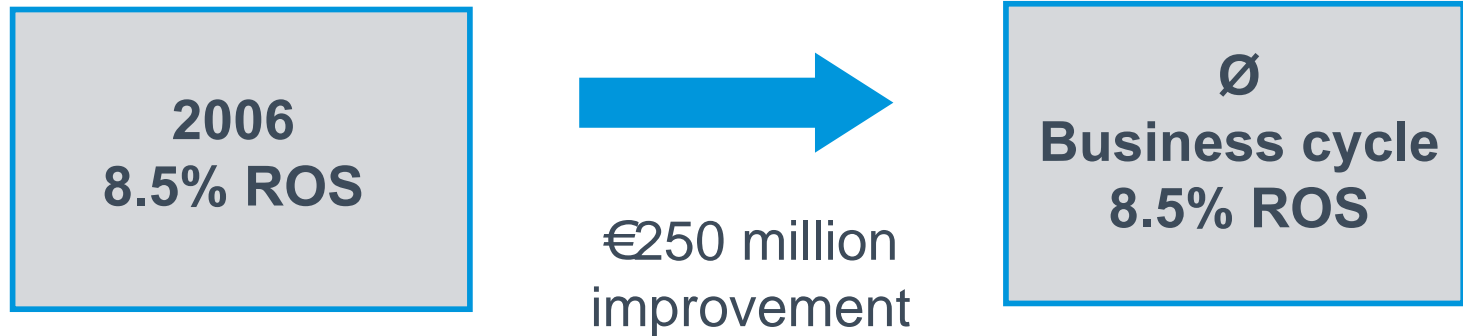 2006
8.5% ROS
€250 million
improvement
Ø
Business cycle
8.5% ROS